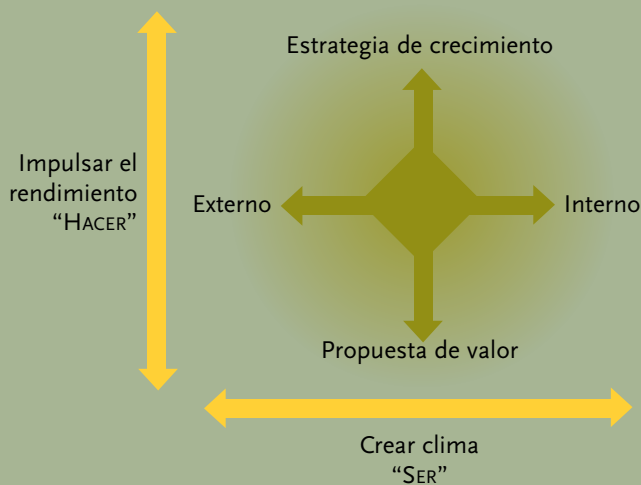 Estrategia de crecimiento
Impulsar el
rendimiento
“HACER”
Externo
Interno
Propuesta de valor
Crear clima
“SER”